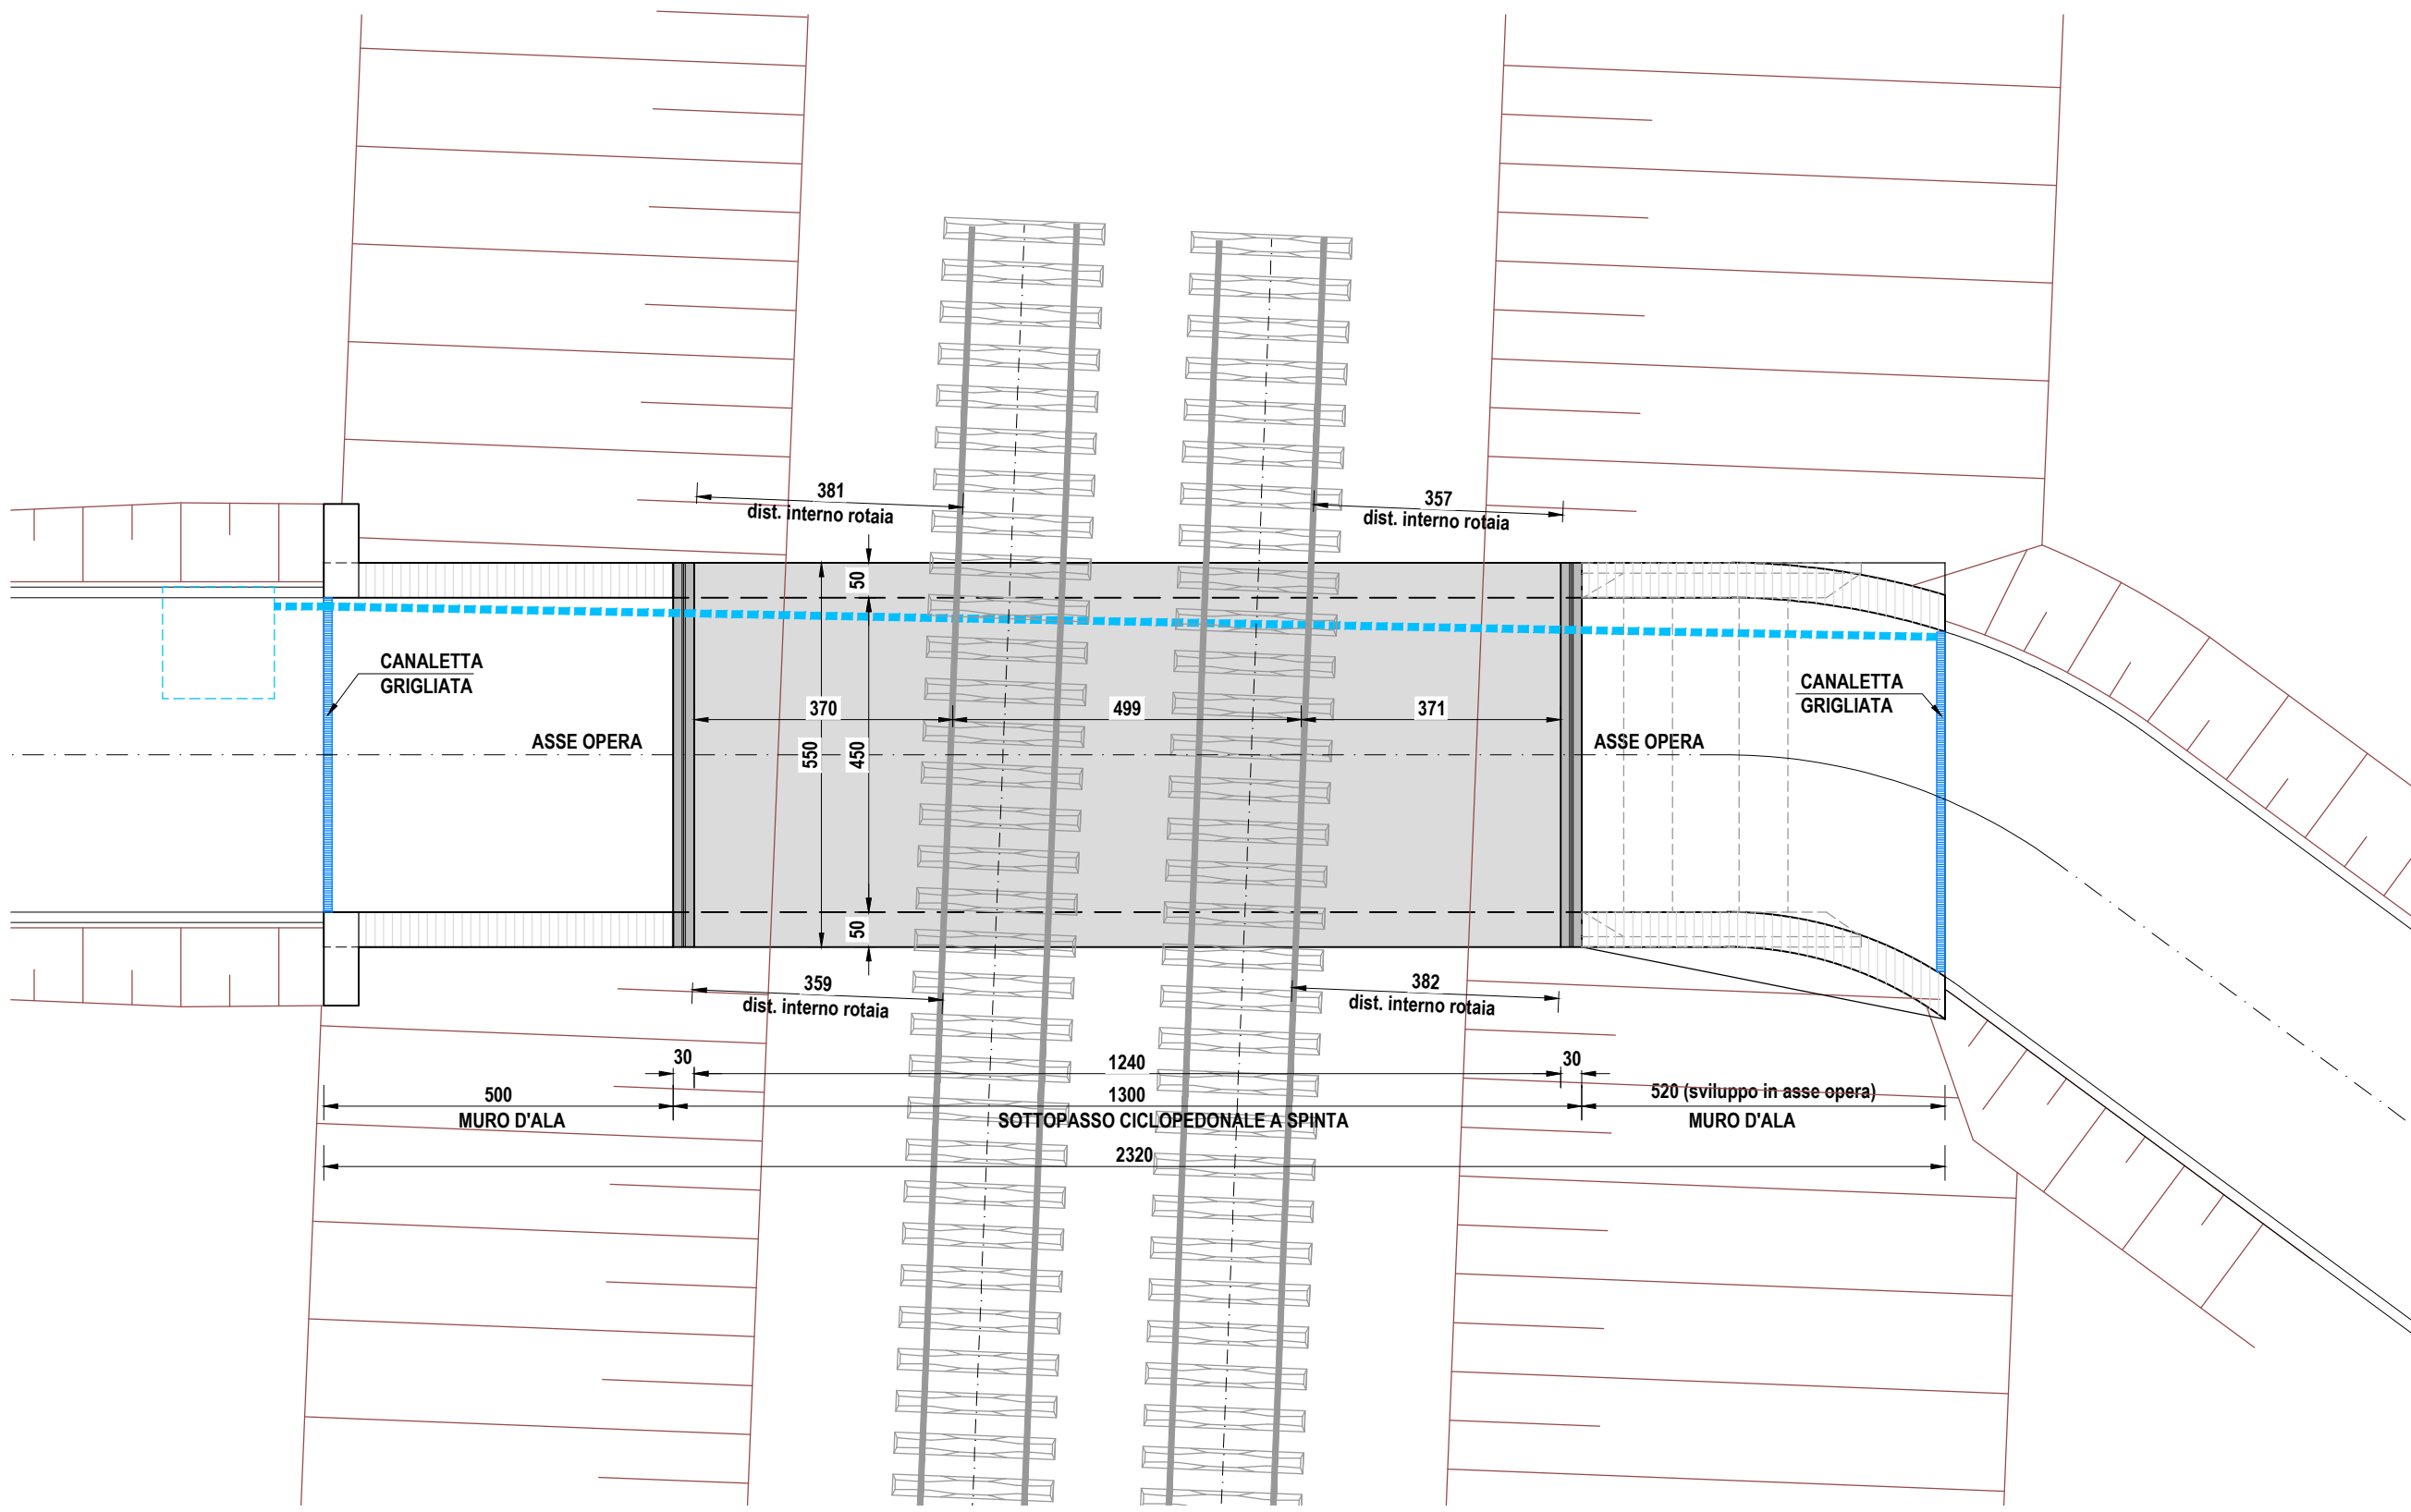 381
dist. interno rotaia
357
dist. interno rotaia
50
CANALETTA
GRIGLIATA
CANALETTA
GRIGLIATA
370
499
371
ASSE OPERA
550
450
ASSE OPERA
50
359
dist. interno rotaia
382
dist. interno rotaia
30
1240
30
500
1300
520 (sviluppo in asse opera)
MURO D'ALA
SOTTOPASSO CICLOPEDONALE A SPINTA
MURO D'ALA
2320